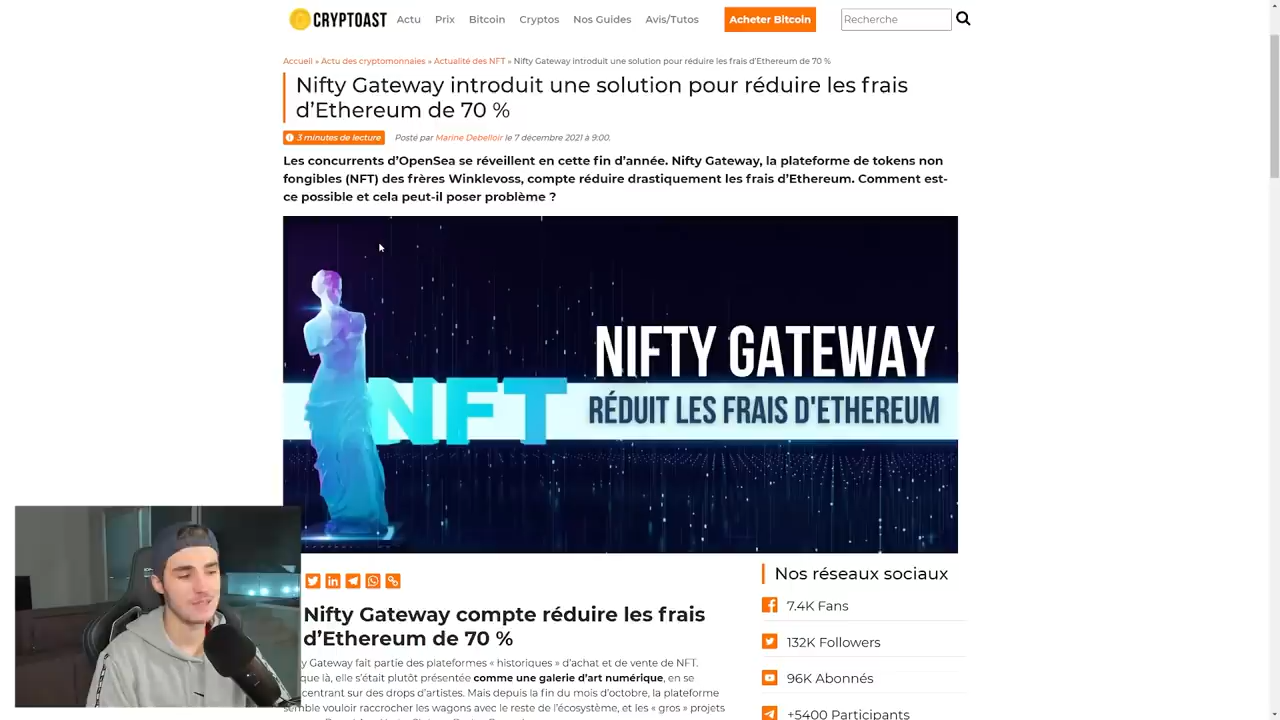 CRYPTOAST
Actu Prix Bitcoin Cryptos Nos Guides Avis/Tutos Acheter Bitcoin Recherche
Accueil » Actu des cryptomonnaies » Actualité des NFT » Nifty Gateway introduit une solution pour réduire les frais d'Ethereum de 70 %
Nifty Gateway introduit une solution pour réduire les frais
d'Ethereum de 70 %
3 minutes de lecture Posté par Marine Debelloir le 7 décembre 2021 à 9:00.
Les concurrents d'OpenSea se réveillent en cette fin d'année. Nifty Gateway, la plateforme de tokens non
fongibles (NFT) des frères Winklevoss, compte réduire drastiquement les frais d'Ethereum. Comment est-
ce possible et cela peut-il poser problème ?
NFT
NIFTY GATEWAY
RÉDUIT LES FRAIS D'ETHEREUM
Nifty Gateway compte réduire les frais
d'Ethereum de 70 %
Gateway fait partie des plateformes « historiques » d'achat et de vente de NFT.
là, elle s'était plutôt présentée comme une galerie d'art numérique, en se
sur des drops d'artistes. Mais depuis la fin du mois d'octobre, la plateforme
semble vouloir raccrocher les wagons avec le reste de l'écosystème, et les « gros » projets
Nos réseaux sociaux
7.4K Fans
132K Followers
96K Abonnés
+5400 Participants